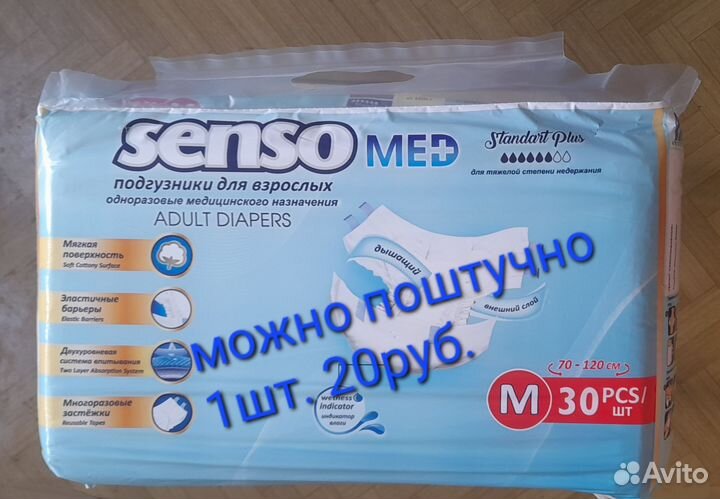 senso MED
Standart Plus
для тяжелой степени недержания
подгузники для взрослых
одноразовые медицинского назначения
ADULT DIAPERS
Мягкая
поверхность
Soft Cottony Surface
дышащий
внешний слой
Эластичные
барьеры
Elastic Barriers
можно поштучно
1шт. 20руб.
Двухуровневая
система впитывания
Two Layer Absorption System
70 - 120 см
M 30 PCS/
ШТ
Многоразовые
застёжки
Reusable Tapes
wetness
indicator
индикатор
влаги
Avito